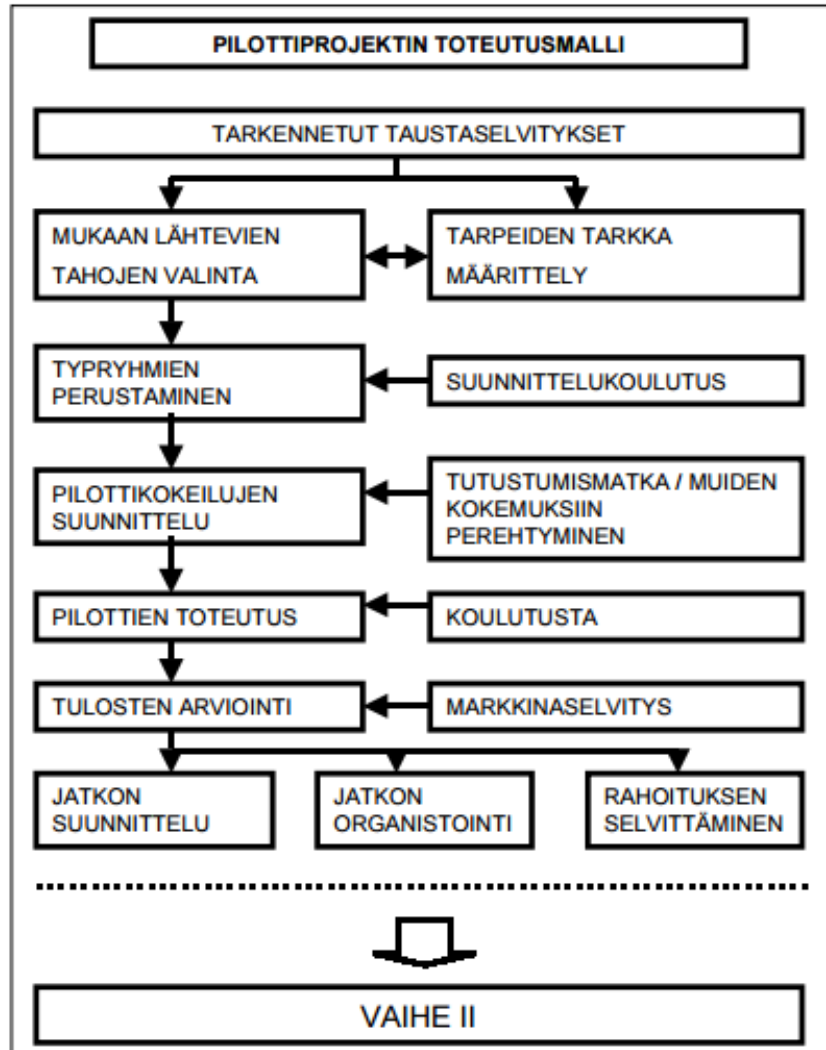 PILOTTIPROJEKTIN TOTEUTUSMALLI
TARKENNETUT TAUSTASELVITYKSET
MUKAAN LÄHTEVIEN
TAHOJEN VALINTA
TARPEIDEN TARKKA
MÄÄRITTELY
TYPRYHMIEN
PERUSTAMINEN
SUUNNITTELUKOULUTUS
PILOTTIKOKEILUJEN
SUUNNITTELU
TUTUSTUMISMATKA / MUIDEN
KOKEMUKSIIN
PEREHTYMINEN
PILOTTIEN TOTEUTUS
KOULUTUSTA
TULOSTEN ARVIOINTI
MARKKINASELVITYS
JATKON
SUUNNITTELU
JATKON
ORGANISTOINTI
RAHOITUKSEN
SELVITTÄMINEN
VAIHE II